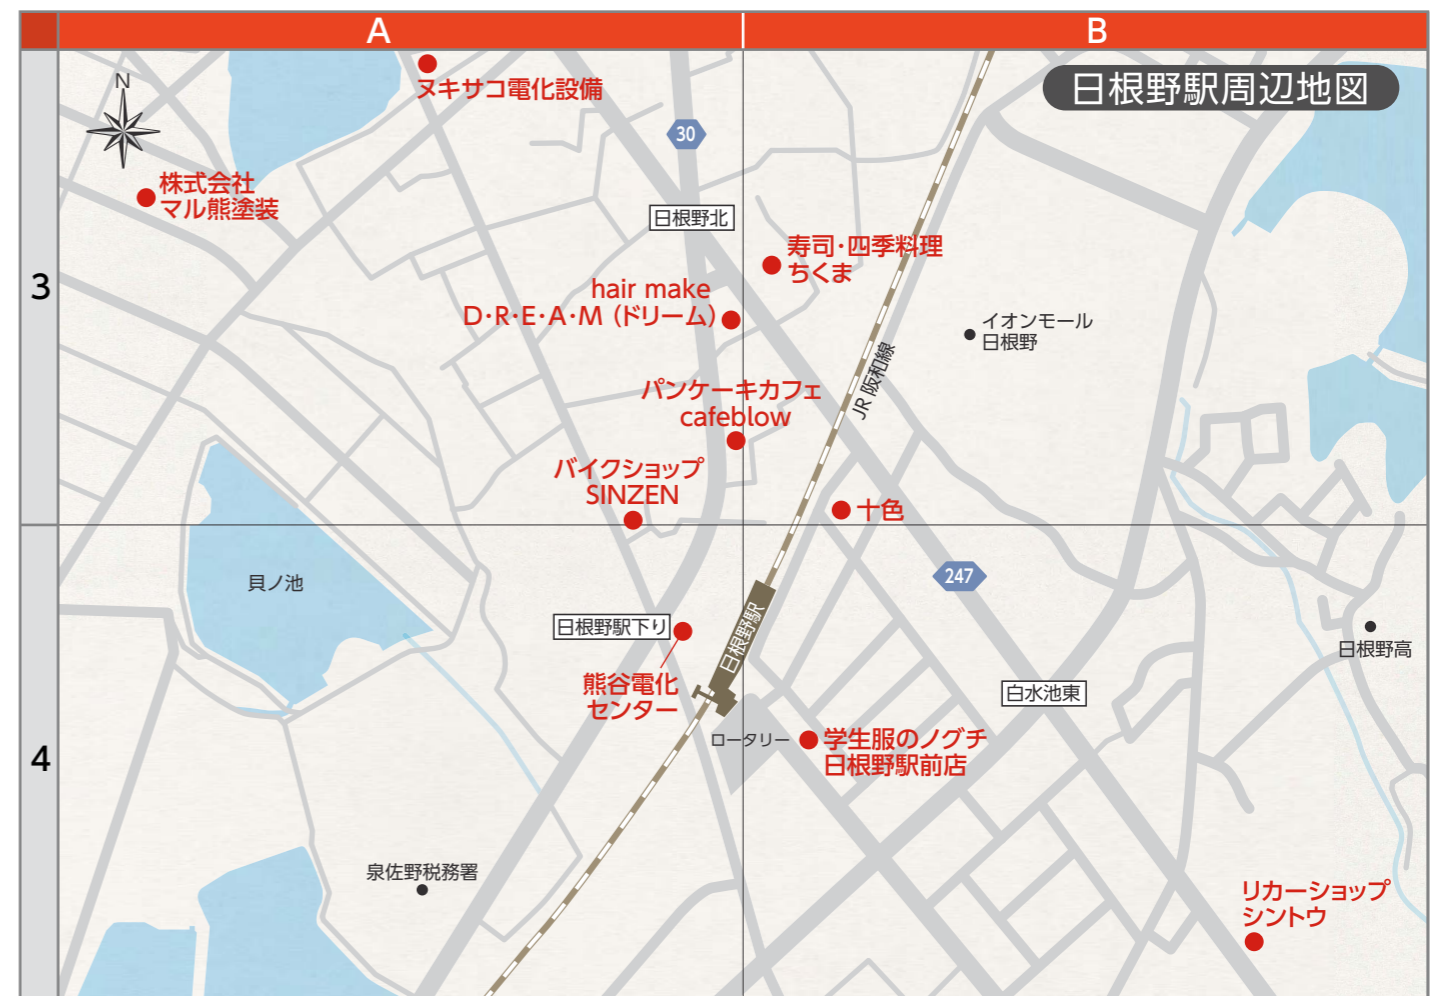 A
B
日根野駅周辺地図
N
ヌキサコ電化設備
30
株式会社
マル熊塗装
日根野北
寿司・四季料理
ちくま
3
hair make
D・R・E・A・M（ドリーム）
イオンモール
日根野
JR 阪和線
パンケーキカフェ
cafeblow
バイクショップ
SINZEN
十色
貝ノ池
247
日根野駅下り
日根野駅
日根野高
熊谷電化
センター
白水池東
ロータリー
学生服のノグチ
日根野駅前店
4
泉佐野税務署
リカーショップ
シントウ